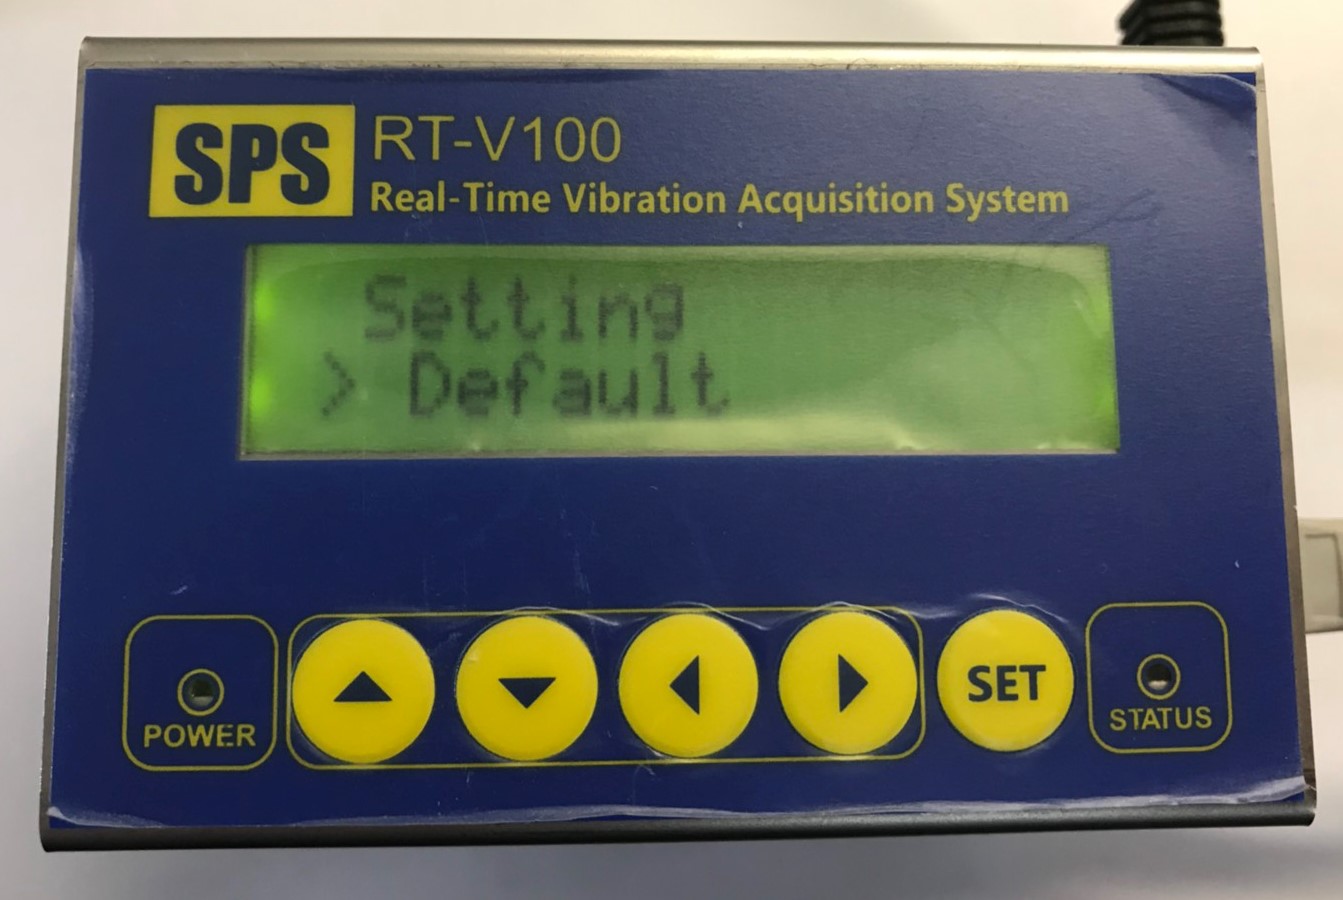 SPS
RT-V100
Real-Time Vibration Acquisition System
Setting
> Default
POWER
SET
STATUS